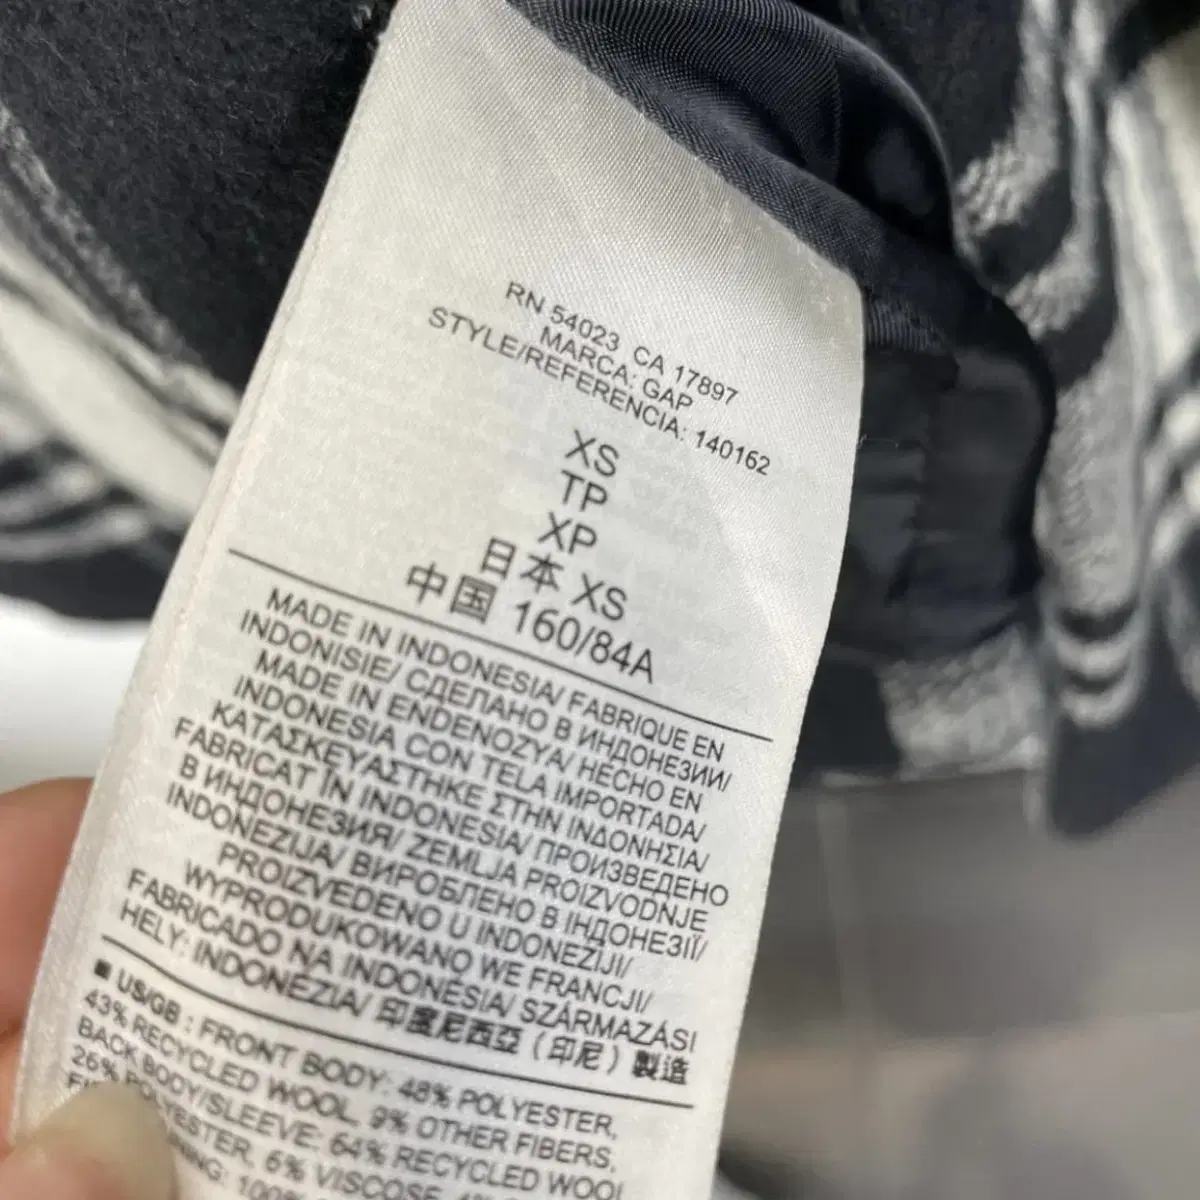 RN 54023 CA 17897
MARCA: GAP
STYLE/REFERENCIA: 140162
XS
TP
XP
日本 XS
中国 160/84A
MADE IN INDONESIA/ FABRIQUE EN
INDONISIE/ СДЕЛАНО В ИНДОНЕЗИИ/
MADE IN ENDENOZYA/ HECHO EN
INDONESIA CON TELA IMPORTADA/
ΚΑΤΑΣΚΕΥΑΣΤΗΚΕ ΣΤΗΝ ΙΝΔΟΝΗΣΙΑ/
FABRICAT ÎN INDONESIA/ ПРОИЗВЕДЕНО
В ИНДОНЕЗИЯ/ ZEMLJA PROIZVODNJE
INDONEZIJA/ ВИРОБЛЕНО В ІНДОНЕЗІЇ/
PROIZVEDENO U INDONEZIJI/
WYPRODUKOWANO WE FRANCJI/
FABRICADO NA INDONÉSIA/ SZÁRMAZÁSI
HELY: INDONEZIA/ 印度尼西亞（印尼）製造
■ US/GB : FRONT BODY: 48% POLYESTER,
43% RECYCLED WOOL, 9% OTHER FIBERS,
BACK BODY/SLEEVE: 64% RECYCLED WOOL
26% POLYESTER, 6% VISCOSE,